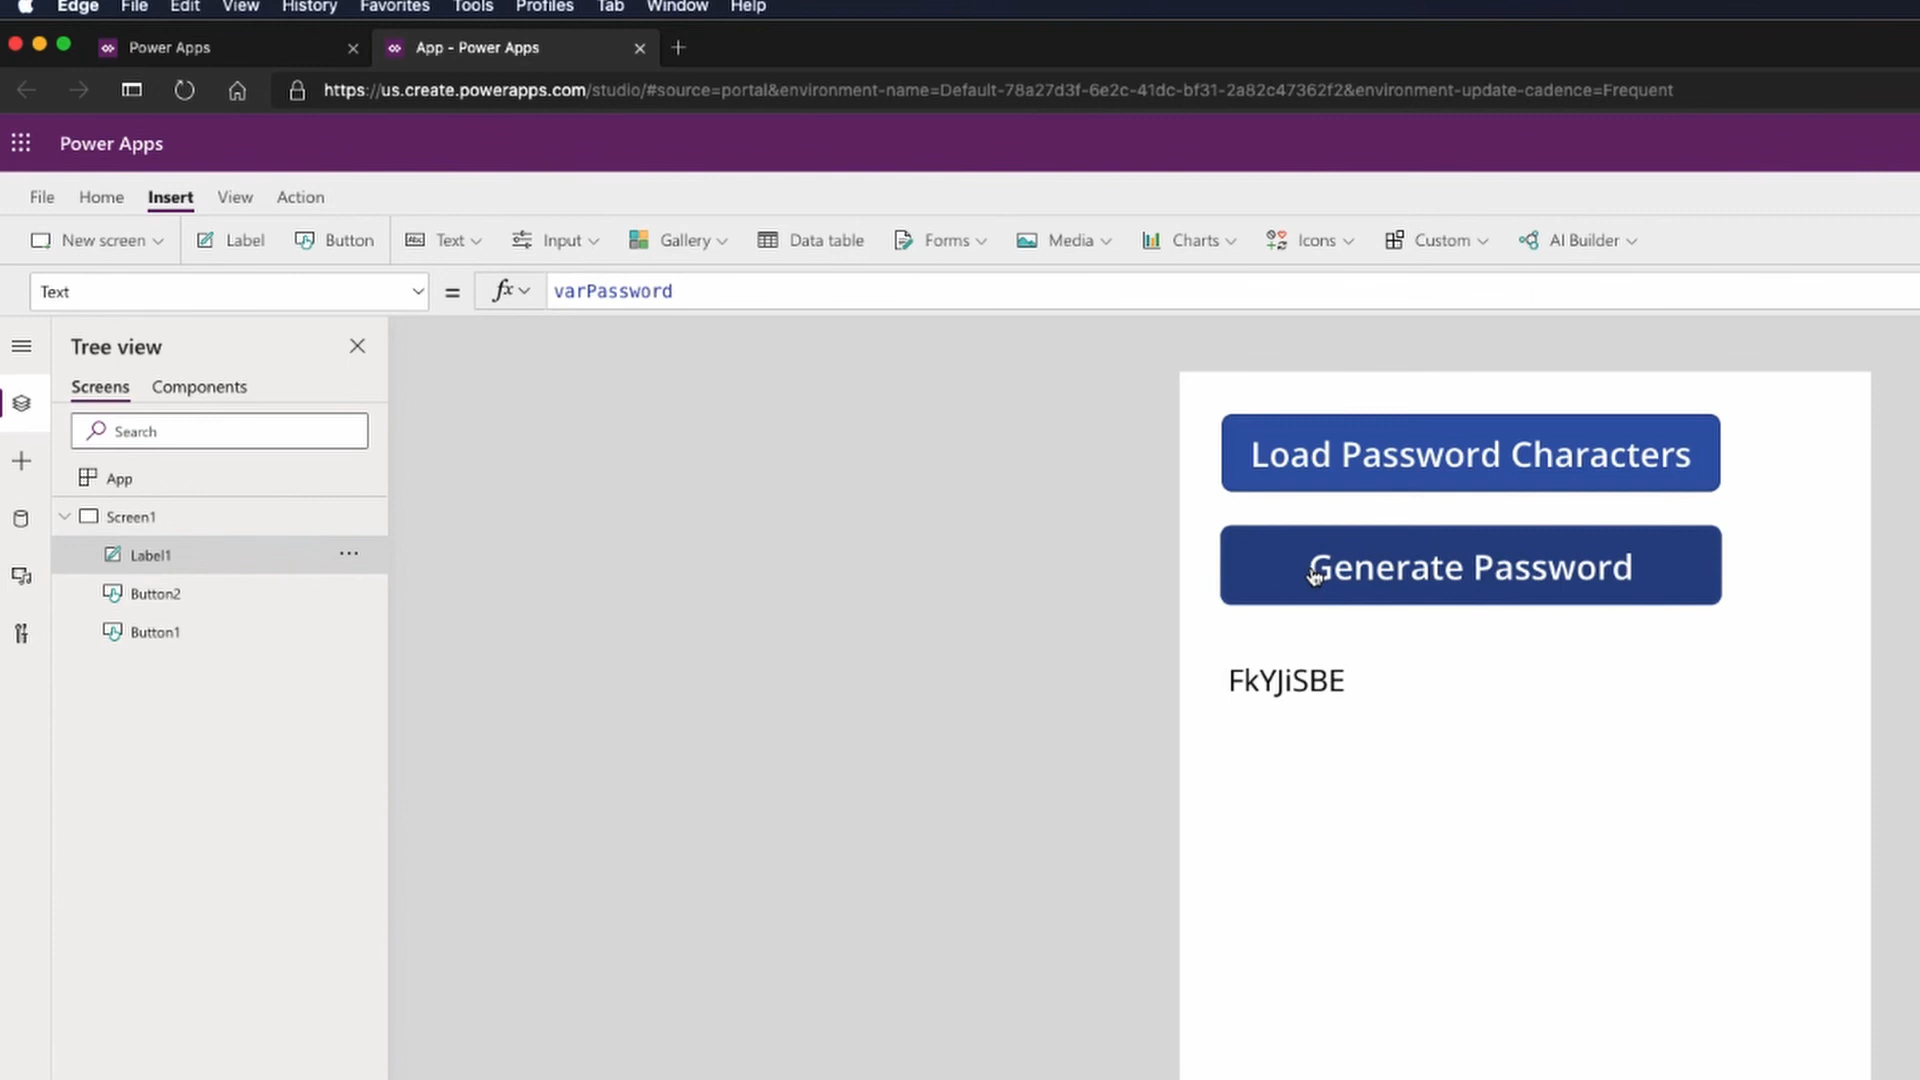 Edge File Edit View History Favorites Tools Profiles Tab Window Help
Power Apps
App - Power Apps
https://us.create.powerapps.com/studio/#source=portal&environment-name=Default-78a27d3f-6e2c-41dc-bf31-2a82c47362f2&environment-update-cadence=Frequent
Power Apps
File Home Insert View Action
New screen Label Button Text Input Gallery Data table Forms Media Charts Icons Custom AI Builder
Text = fx varPassword
Tree view
Screens Components
Search
App
Screen1
Label1
Button2
Button1
Load Password Characters
Generate Password
FkYJiSBE